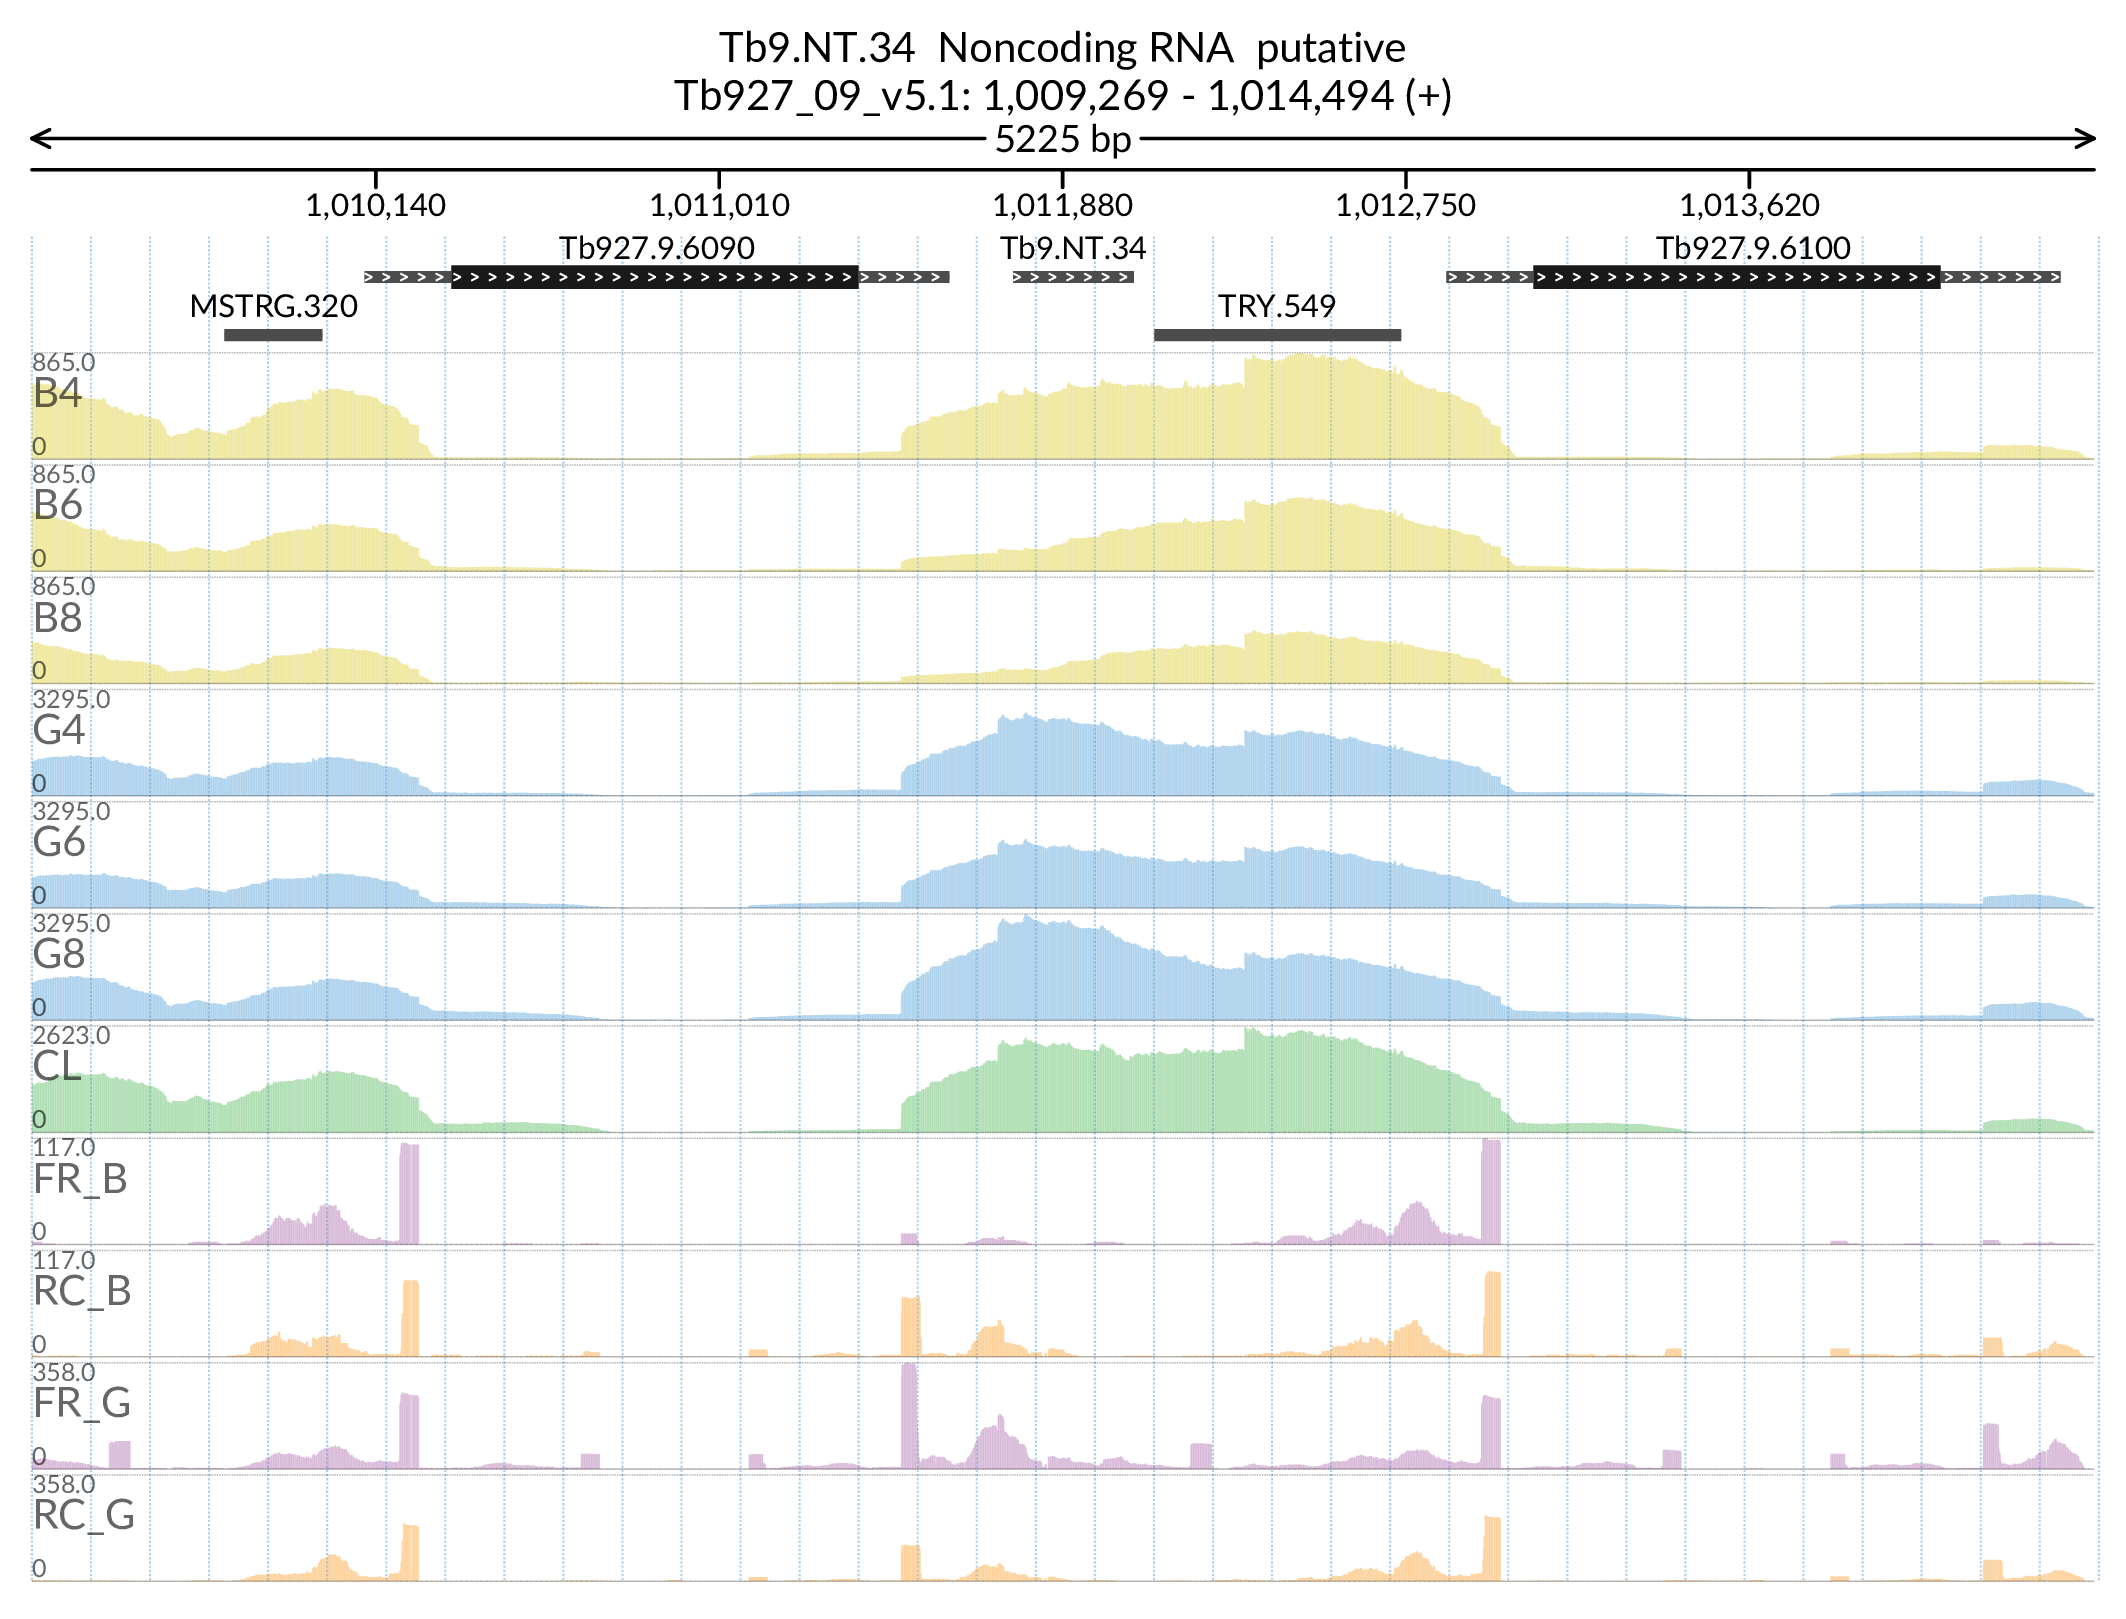 Tb9.NT.34 Noncoding RNA putative
Tb927_09_v5.1: 1,009,269 - 1,014,494 (+)
5225 bp
1,010,140 1,011,010 1,011,880 1,012,750 1,013,620
Tb927.9.6090 Tb9.NT.34 Tb927.9.6100
MSTRG.320 TRY.549
865.0
B4
0
865.0
B6
0
865.0
B8
0
3295.0
G4
0
3295.0
G6
0
3295.0
G8
0
2623.0
CL
0
117.0
FR_B
0
117.0
RC_B
0
358.0
FR_G
0
358.0
RC_G
0